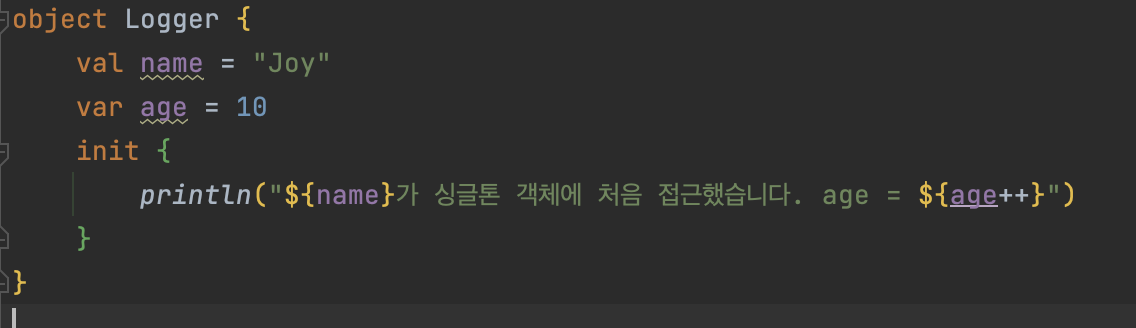 object Logger {
    val name = "Joy"
    var age = 10
    init {
        println("${name}가 싱글톤 객체에 처음 접근했습니다. age = ${age++}")
    }
}